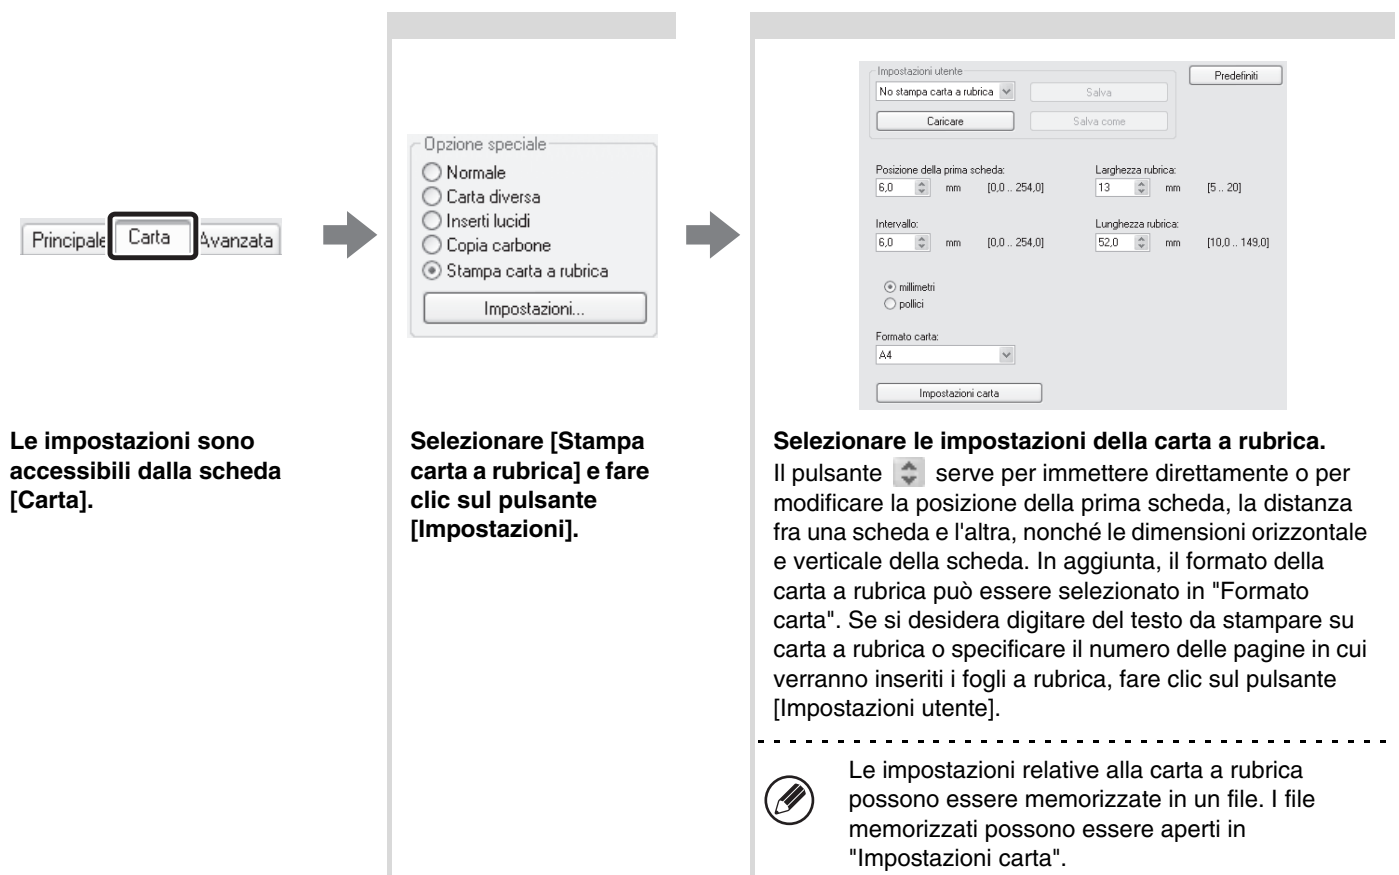 Principale
Carta
Avanzata
Le impostazioni sono
accessibili dalla scheda
[Carta].
Opzione speciale
Normale
Carta diversa
Inserti lucidi
Copia carbone
Stampa carta a rubrica
Impostazioni...
Selezionare [Stampa
carta a rubrica] e fare
clic sul pulsante
[Impostazioni].
Impostazioni utente
Predefiniti
No stampa carta a rubrica
Salva
Caricare
Salva come
Posizione della prima scheda:
6,0 mm [0,0 .. 254,0]
Larghezza rubrica:
13 mm [5 .. 20]
Intervallo:
6,0 mm [0,0 .. 254,0]
Lunghezza rubrica:
52,0 mm [10,0 .. 149,0]
millimetri
pollici
Formato carta:
A4
Impostazioni carta
Selezionare le impostazioni della carta a rubrica.
Il pulsante serve per immettere direttamente o per
modificare la posizione della prima scheda, la distanza
fra una scheda e l'altra, nonché le dimensioni orizzontale
e verticale della scheda. In aggiunta, il formato della
carta a rubrica può essere selezionato in "Formato
carta". Se si desidera digitare del testo da stampare su
carta a rubrica o specificare il numero delle pagine in cui
verranno inseriti i fogli a rubrica, fare clic sul pulsante
[Impostazioni utente].
Le impostazioni relative alla carta a rubrica
possono essere memorizzate in un file. I file
memorizzati possono essere aperti in
"Impostazioni carta".